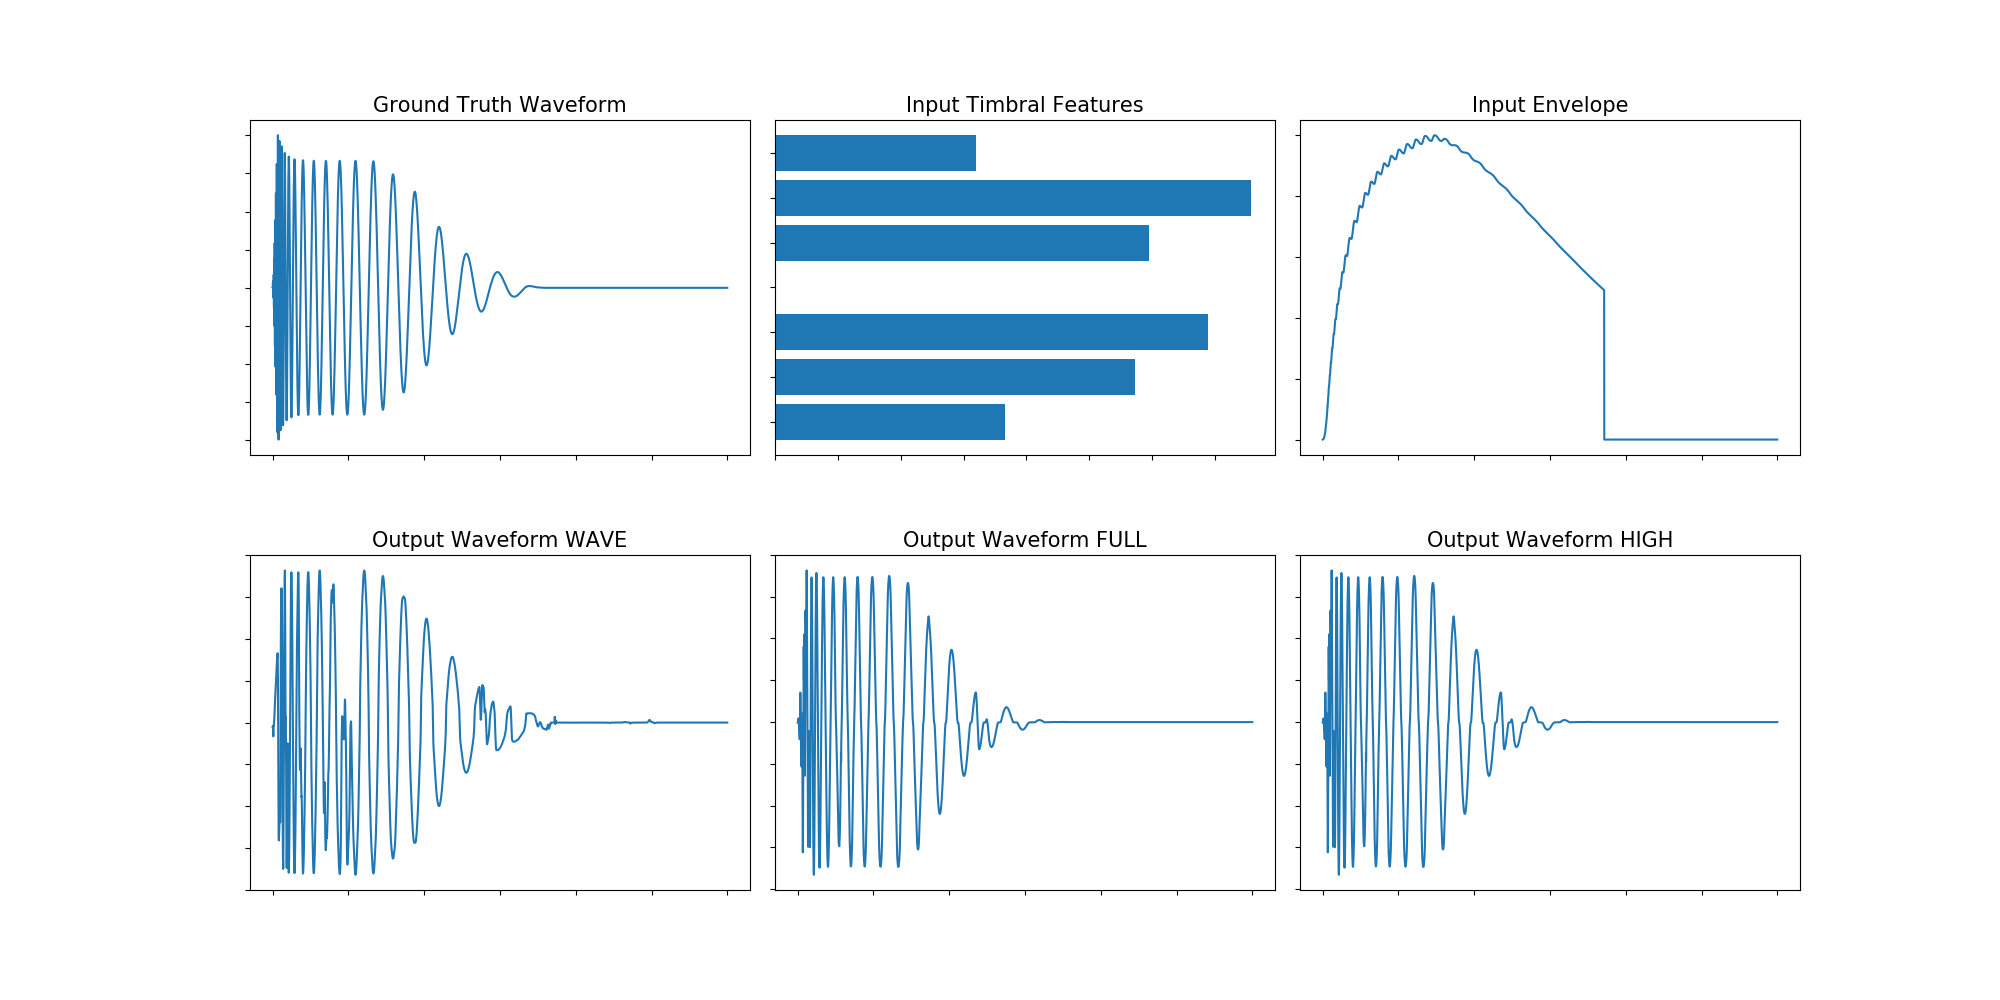 Ground Truth Waveform
Input Timbral Features
Input Envelope
Output Waveform WAVE
Output Waveform FULL
Output Waveform HIGH